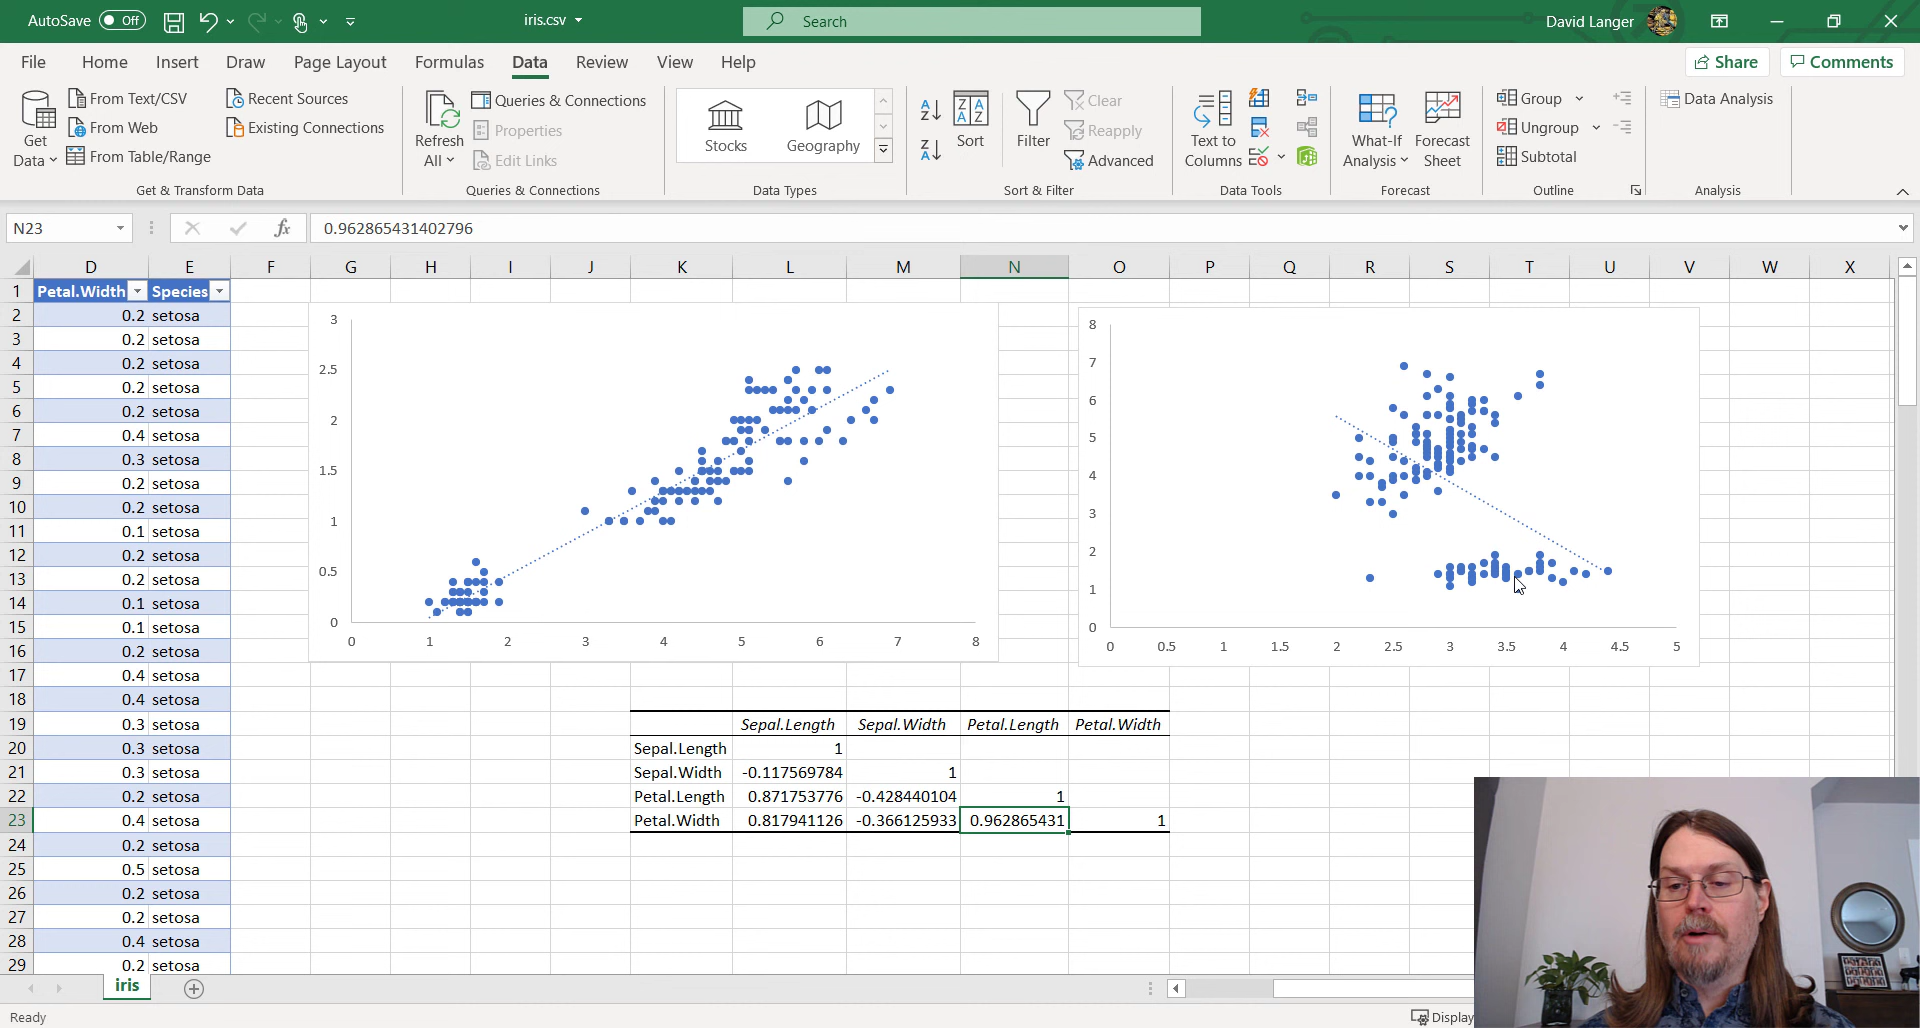 AutoSave Off iris.csv Search David Langer
File Home Insert Draw Page Layout Formulas Data Review View Help Share Comments
Get Data From Text/CSV From Web From Table/Range Recent Sources Existing Connections
Get & Transform Data
Refresh All Queries & Connections Properties Edit Links
Queries & Connections
Stocks Geography
Data Types
Sort Filter Clear Reapply Advanced
Sort & Filter
Text to Columns
Data Tools
What-If Analysis Forecast Sheet
Forecast
Group Ungroup Subtotal
Outline
Data Analysis
Analysis
N23 fx 0.962865431402796
D E F G H I J K L M N O P Q R S T U V W X
1 Petal.Width Species
2 0.2 setosa
3 0.2 setosa
4 0.2 setosa
5 0.2 setosa
6 0.2 setosa
7 0.4 setosa
8 0.3 setosa
9 0.2 setosa
10 0.2 setosa
11 0.1 setosa
12 0.2 setosa
13 0.2 setosa
14 0.1 setosa
15 0.1 setosa
16 0.2 setosa
17 0.4 setosa
18 0.4 setosa
19 0.3 setosa
20 0.3 setosa
21 0.3 setosa
22 0.2 setosa
23 0.4 setosa
24 0.2 setosa
25 0.5 setosa
26 0.2 setosa
27 0.2 setosa
28 0.4 setosa
29 0.2 setosa
3
2.5
2
1.5
1
0.5
0
0 1 2 3 4 5 6 7 8
8
7
6
5
4
3
2
1
0
0 0.5 1 1.5 2 2.5 3 3.5 4 4.5 5
Sepal.Length Sepal.Width Petal.Length Petal.Width
Sepal.Length 1
Sepal.Width -0.117569784 1
Petal.Length 0.871753776 -0.428440104 1
Petal.Width 0.817941126 -0.366125933 0.962865431 1
iris
Ready Display